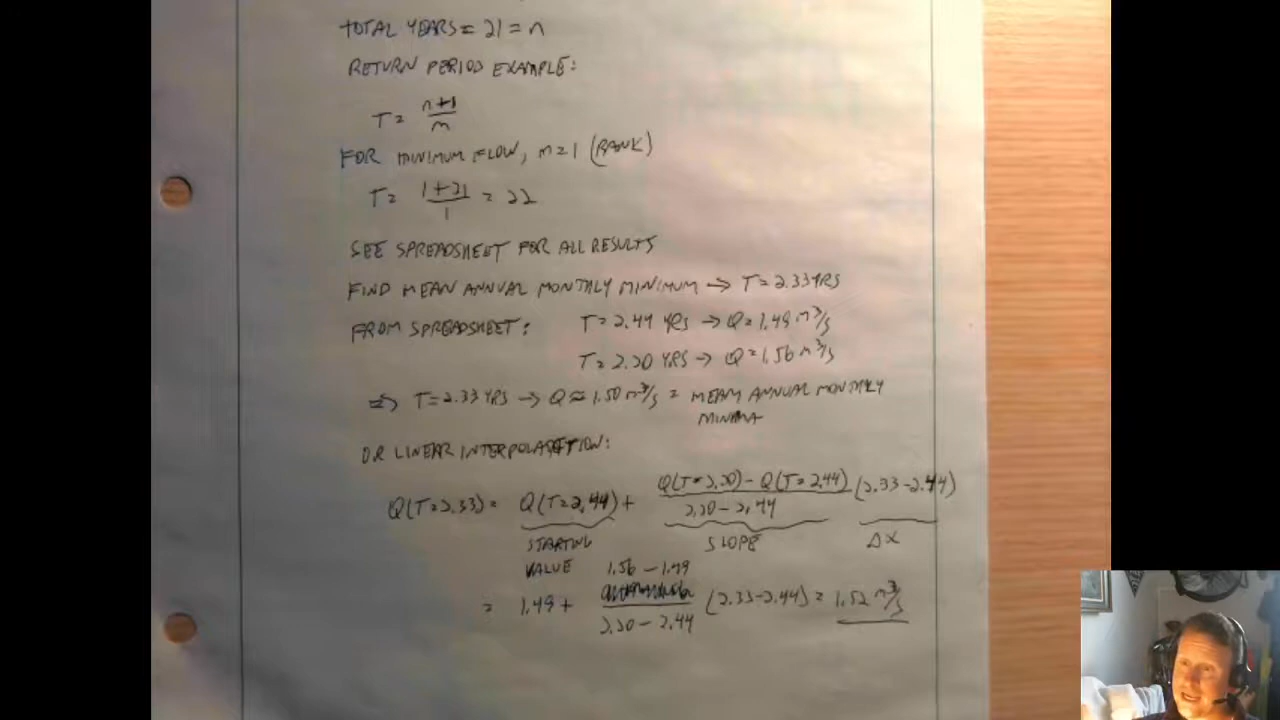 TOTAL YEARS = 21 = n
RETURN PERIOD EXAMPLE:
T = n+1 / m
FOR MINIMUM FLOW, m=1 (RANK)
T = 1+21 / 1 = 22
SEE SPREADSHEET FOR ALL RESULTS
FIND MEAN ANNUAL MONTHLY MINIMUM → T=2.33YRS
FROM SPREADSHEET: T=2.44 YRS → Q=1.49 m³/s
T=2.20 YRS → Q=1.56 m³/s
⇒ T=2.33 YRS → Q≈1.50 m³/s = MEAN ANNUAL MONTHLY
MINIMA
OR LINEAR INTERPOLATION:
Q(T=2.33) = Q(T=2.44) + Q(T=2.20) - Q(T=2.44) / 2.20 - 2.44 (2.33-2.44)
STARTING VALUE SLOPE ΔX
= 1.49 + 1.56 - 1.49 / 2.20 - 2.44 (2.33-2.44) = 1.52 m³/s